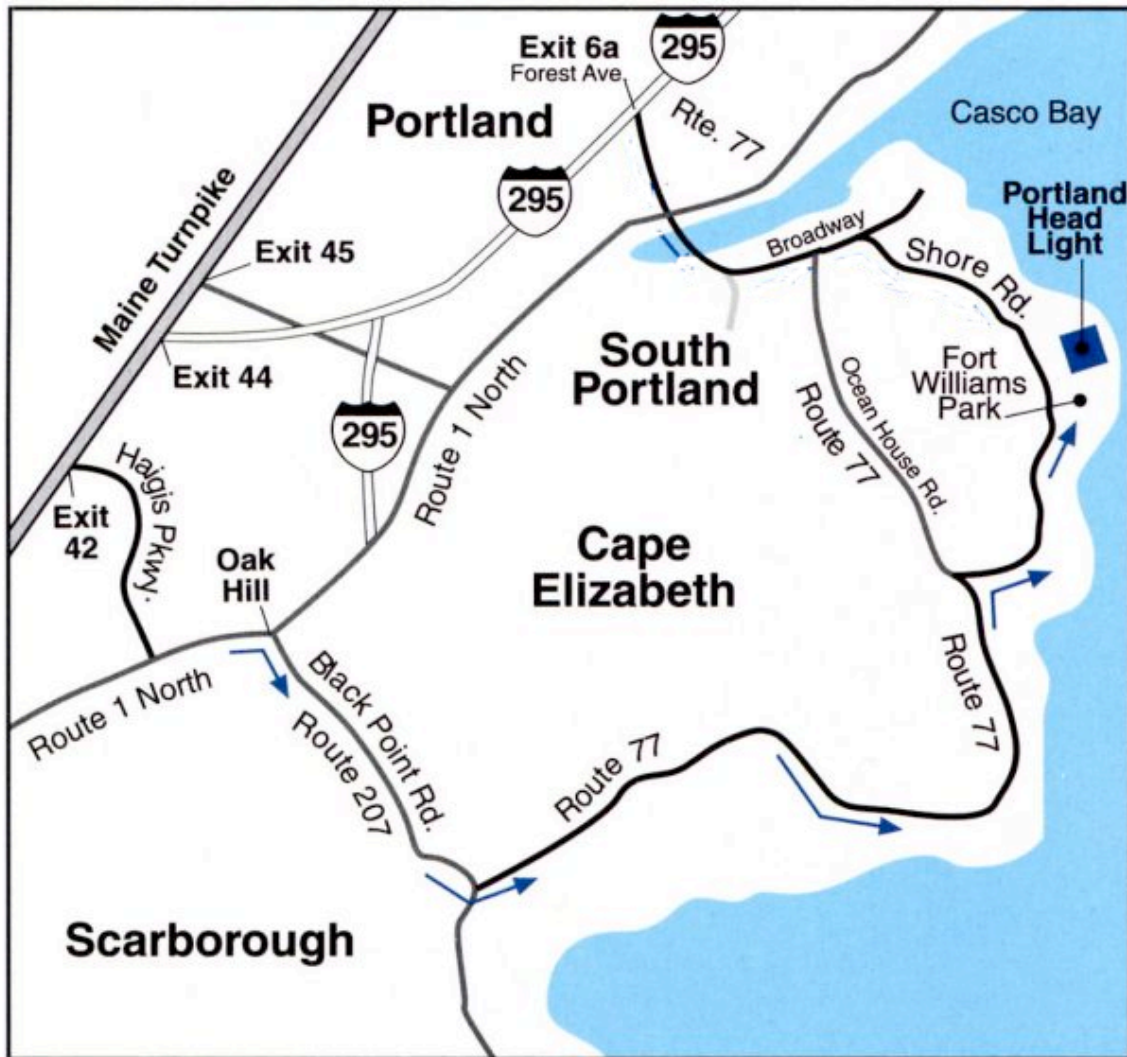 295
Exit 6a
Forest Ave.
Rte. 77
Casco Bay
Portland
295
Portland
Head
Light
Maine Turnpike
Exit 45
Broadway
Shore Rd.
Exit 44
South
Portland
Fort
Williams
Park
Ocean House Rd.
Route 77
295
Route 1 North
Haigis Pkwy.
Exit
42
Oak
Hill
Cape
Elizabeth
Route 1 North
Black Point Rd.
Route 207
Route 77
Route 77
Scarborough